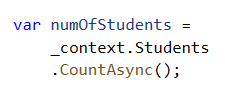 var numOfStudents =
_context.Students
.CountAsync();